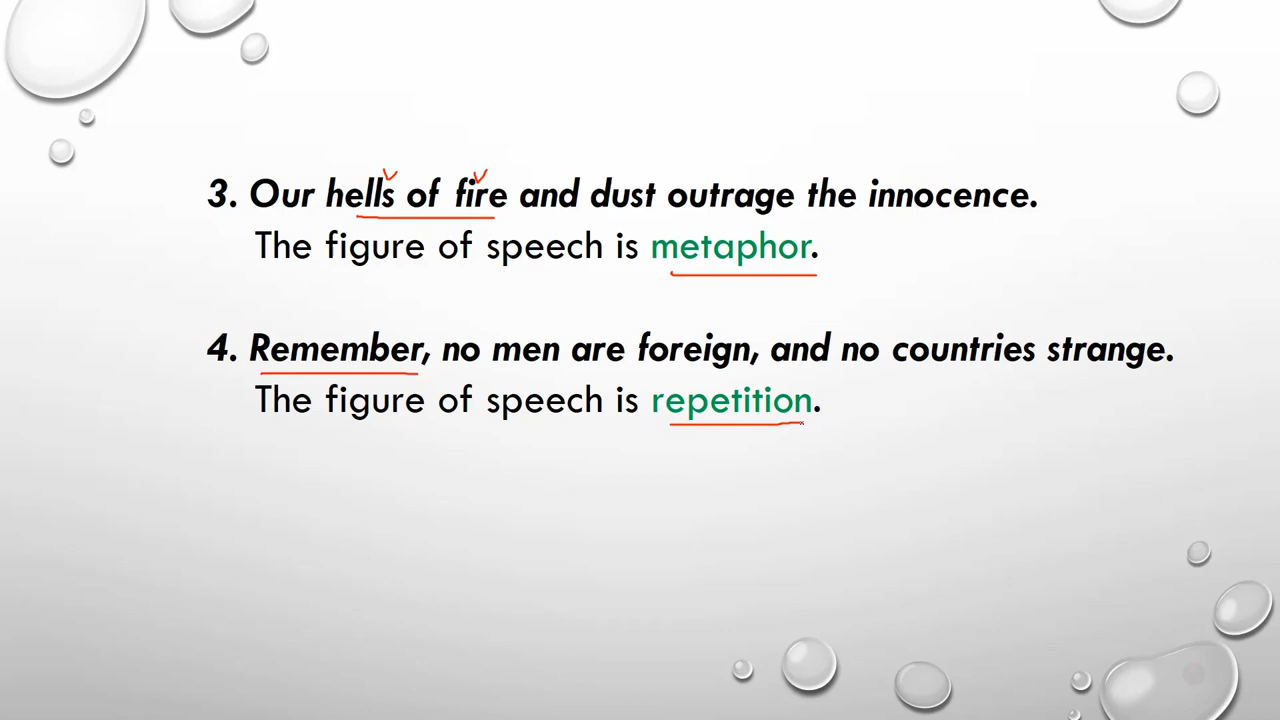 3. Our hells of fire and dust outrage the innocence.
The figure of speech is metaphor.
4. Remember, no men are foreign, and no countries strange.
The figure of speech is repetition.